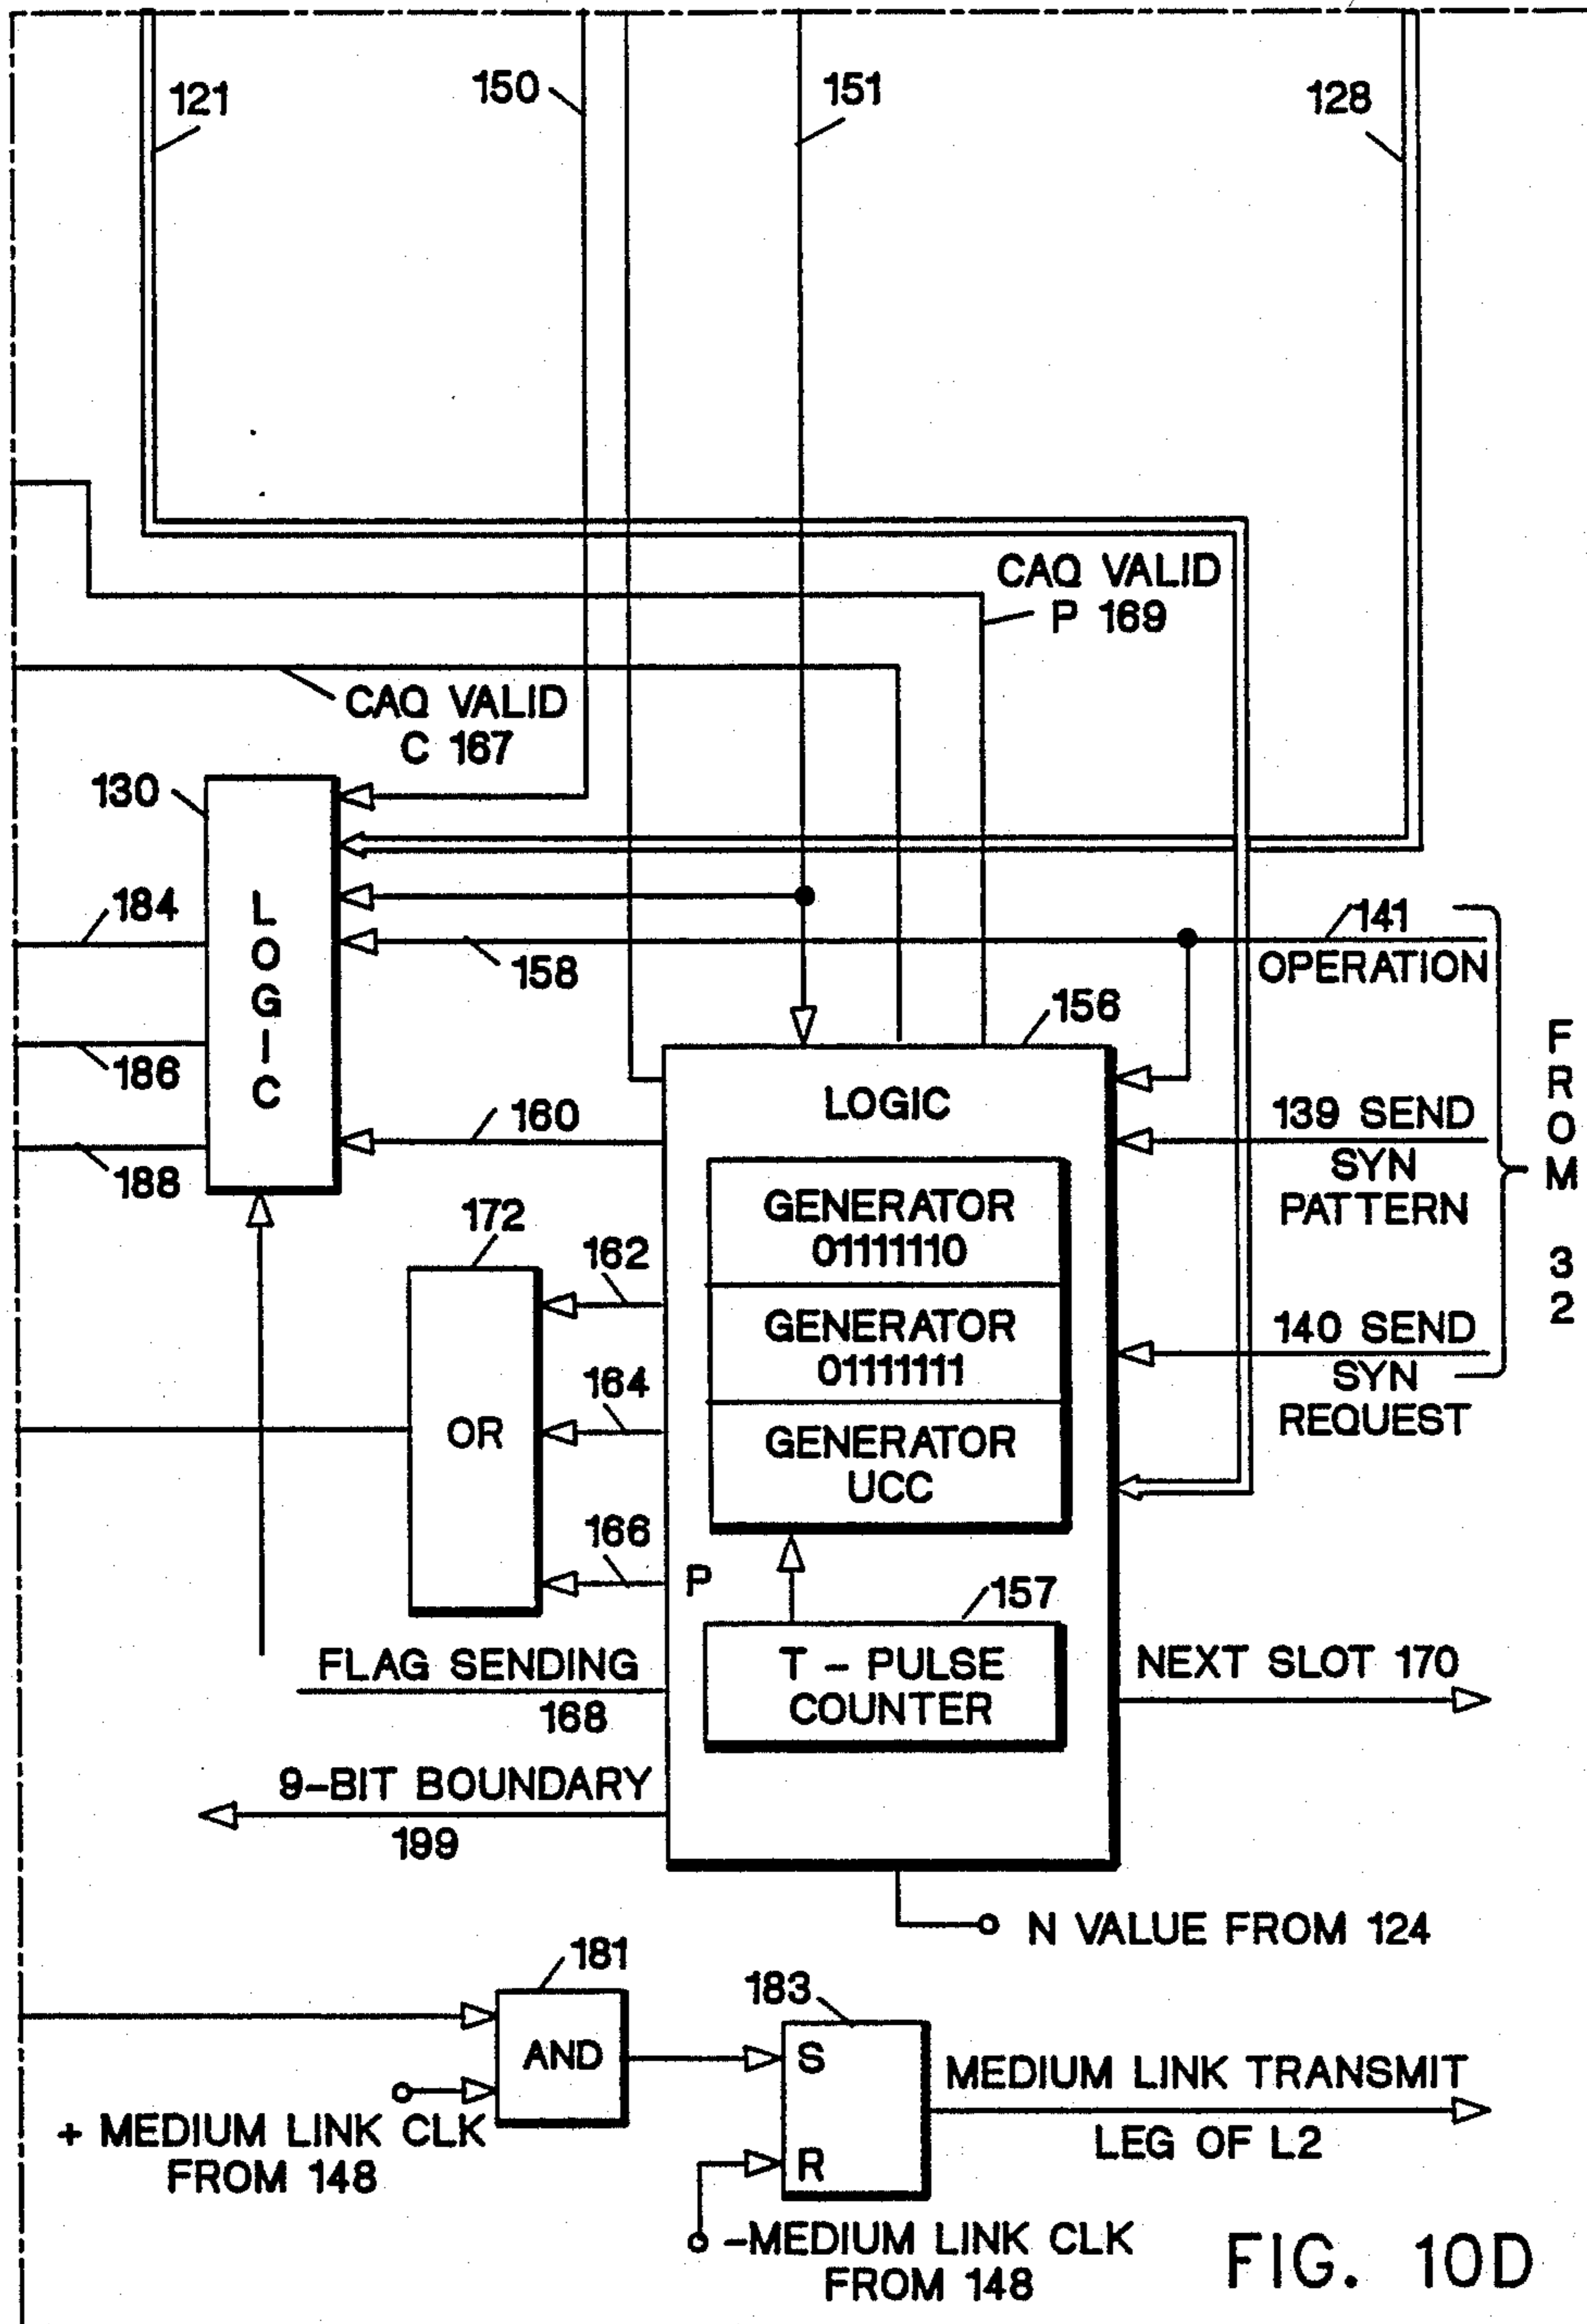 121
150
151
128
CAQ VALID
P 169
CAQ VALID
C 167
130
LOGIC
184
186
188
158
141
OPERATION
156
LOGIC
160
139 SEND
SYN
PATTERN
FROM 32
GENERATOR
01111110
172
162
GENERATOR
01111111
140 SEND
SYN
REQUEST
164
OR
GENERATOR
UCC
166
P
157
FLAG SENDING
168
T - PULSE
COUNTER
NEXT SLOT 170
9-BIT BOUNDARY
199
N VALUE FROM 124
181
183
AND
S
MEDIUM LINK TRANSMIT
LEG OF L2
+ MEDIUM LINK CLK
FROM 148
R
-MEDIUM LINK CLK
FROM 148
FIG. 10D